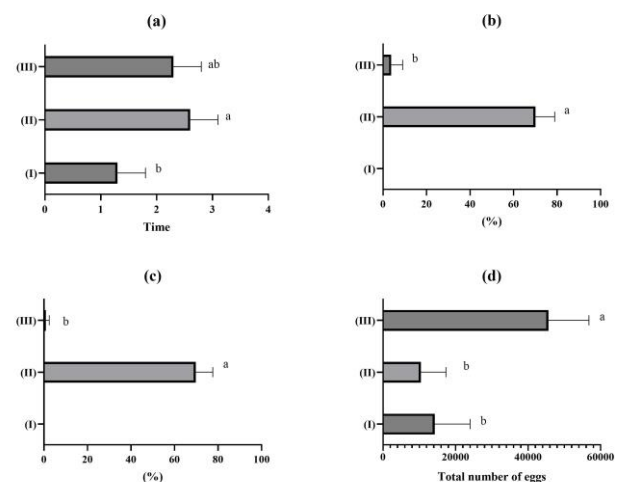 (a)
(III)
ab
(II)
a
(I)
b
0 1 2 3 4
Time
(b)
(III)
b
(II)
a
(I)
0 20 40 60 80 100
(%)
(c)
(III)
b
(II)
a
(I)
0 20 40 60 80 100
(%)
(d)
(III)
a
(II)
b
(I)
b
0 20000 40000 60000
Total number of eggs